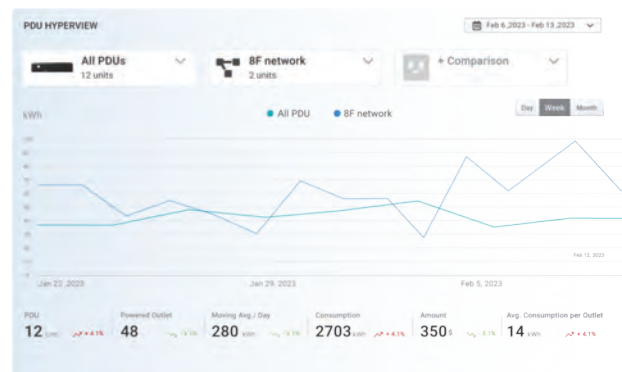 PDU HYPERVIEW
Feb 6 ,2023 - Feb 13 ,2023
All PDUs
12 units
8F network
2 units
+ Comparison
kWh
All PDU
8F network
Day Week Month
Feb 12, 2023
Jan 22 ,2023
Jan 29, 2023
Feb 5, 2023
PDU
Powered Outlet
Moving Avg./ Day
Consumption
Amount
Avg. Consumption per Outlet
12 + 4.1%
48
280 kWh
2703 kWh + 4.1%
350 $
14 kWh + 4.1%